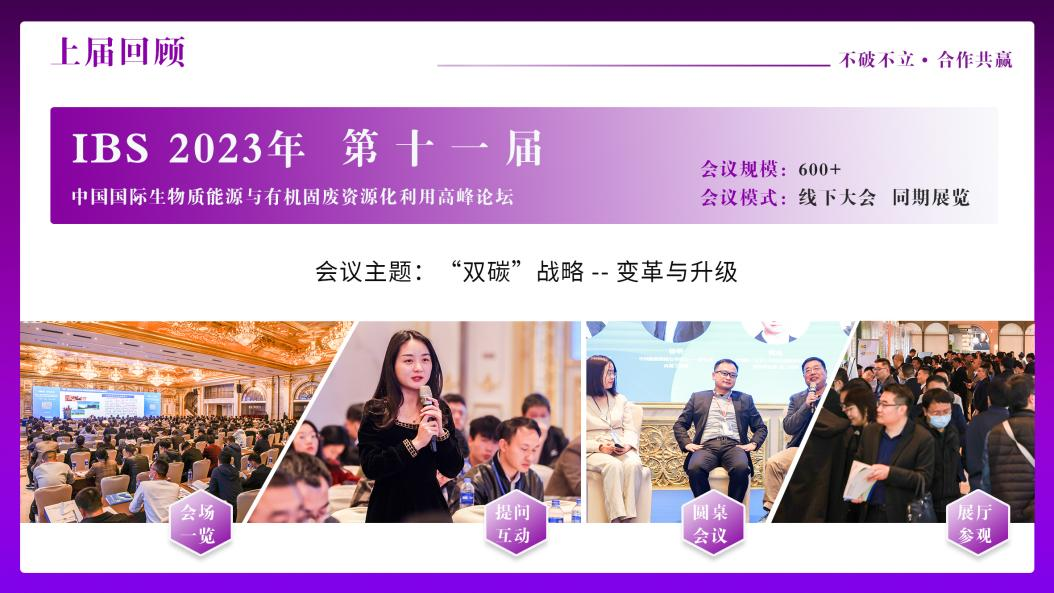 上届回顾
不破不立·合作共赢
IBS 2023年 第十一届
中国国际生物质能源与有机固废资源化利用高峰论坛
会议规模：600+
会议模式：线下大会 同期展览
会议主题：“双碳”战略 -- 变革与升级
会场
一览
提问
互动
圆桌
会议
展厅
参观